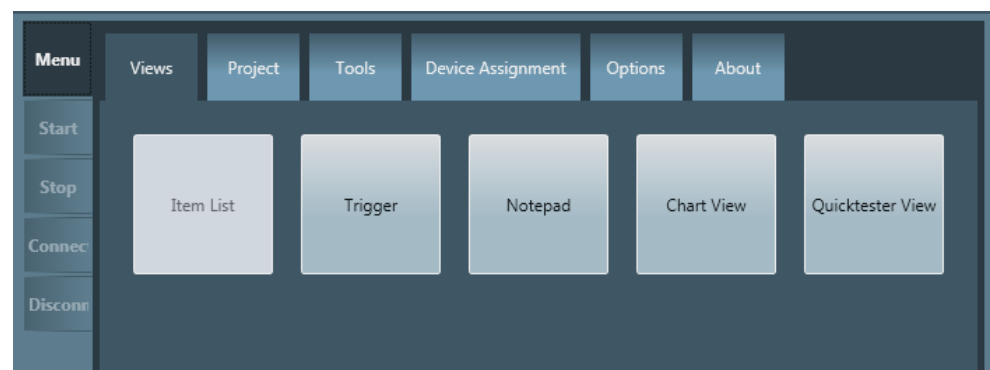 Menu
Views Project Tools Device Assignment Options About
Start
Stop
Connec
Disconn
Item List Trigger Notepad Chart View Quicktester View